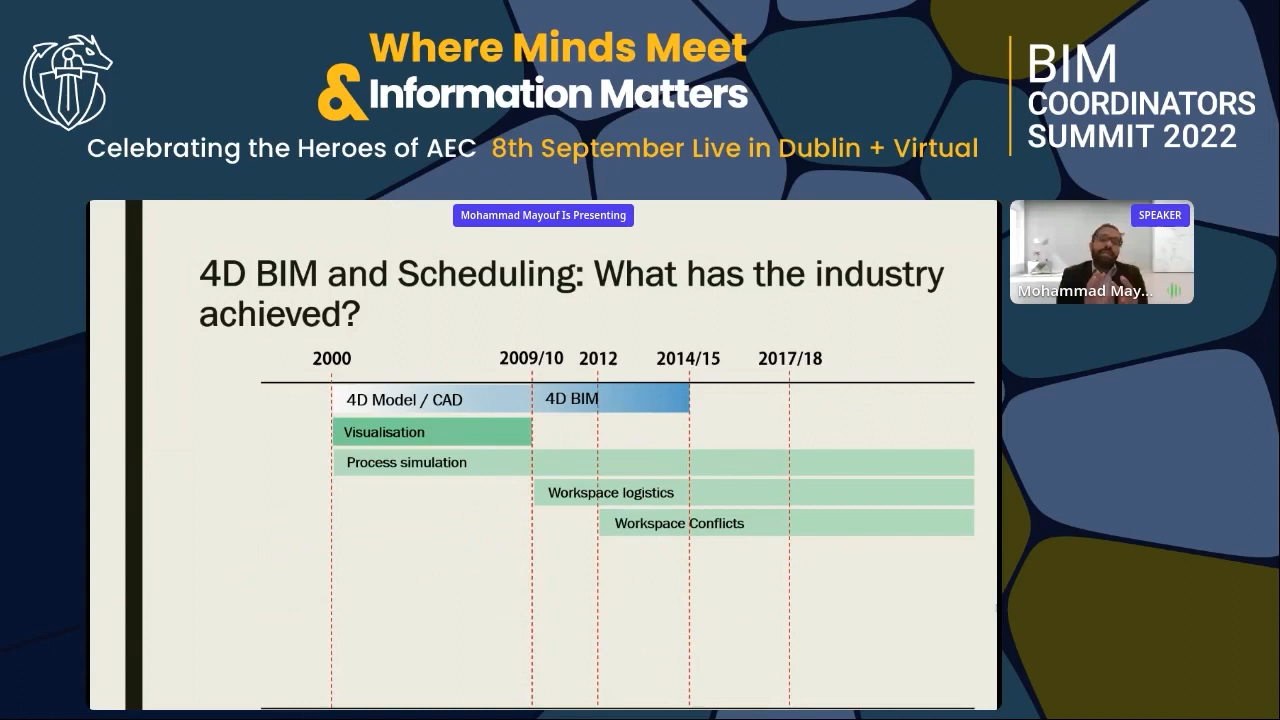 Where Minds Meet
& Information Matters
Celebrating the Heroes of AEC 8th September Live in Dublin + Virtual
BIM
COORDINATORS
SUMMIT 2022
Mohammad Mayouf Is Presenting
SPEAKER
Mohammad May...
4D BIM and Scheduling: What has the industry
achieved?
2000 2009/10 2012 2014/15 2017/18
4D Model / CAD 4D BIM
Visualisation
Process simulation
Workspace logistics
Workspace Conflicts